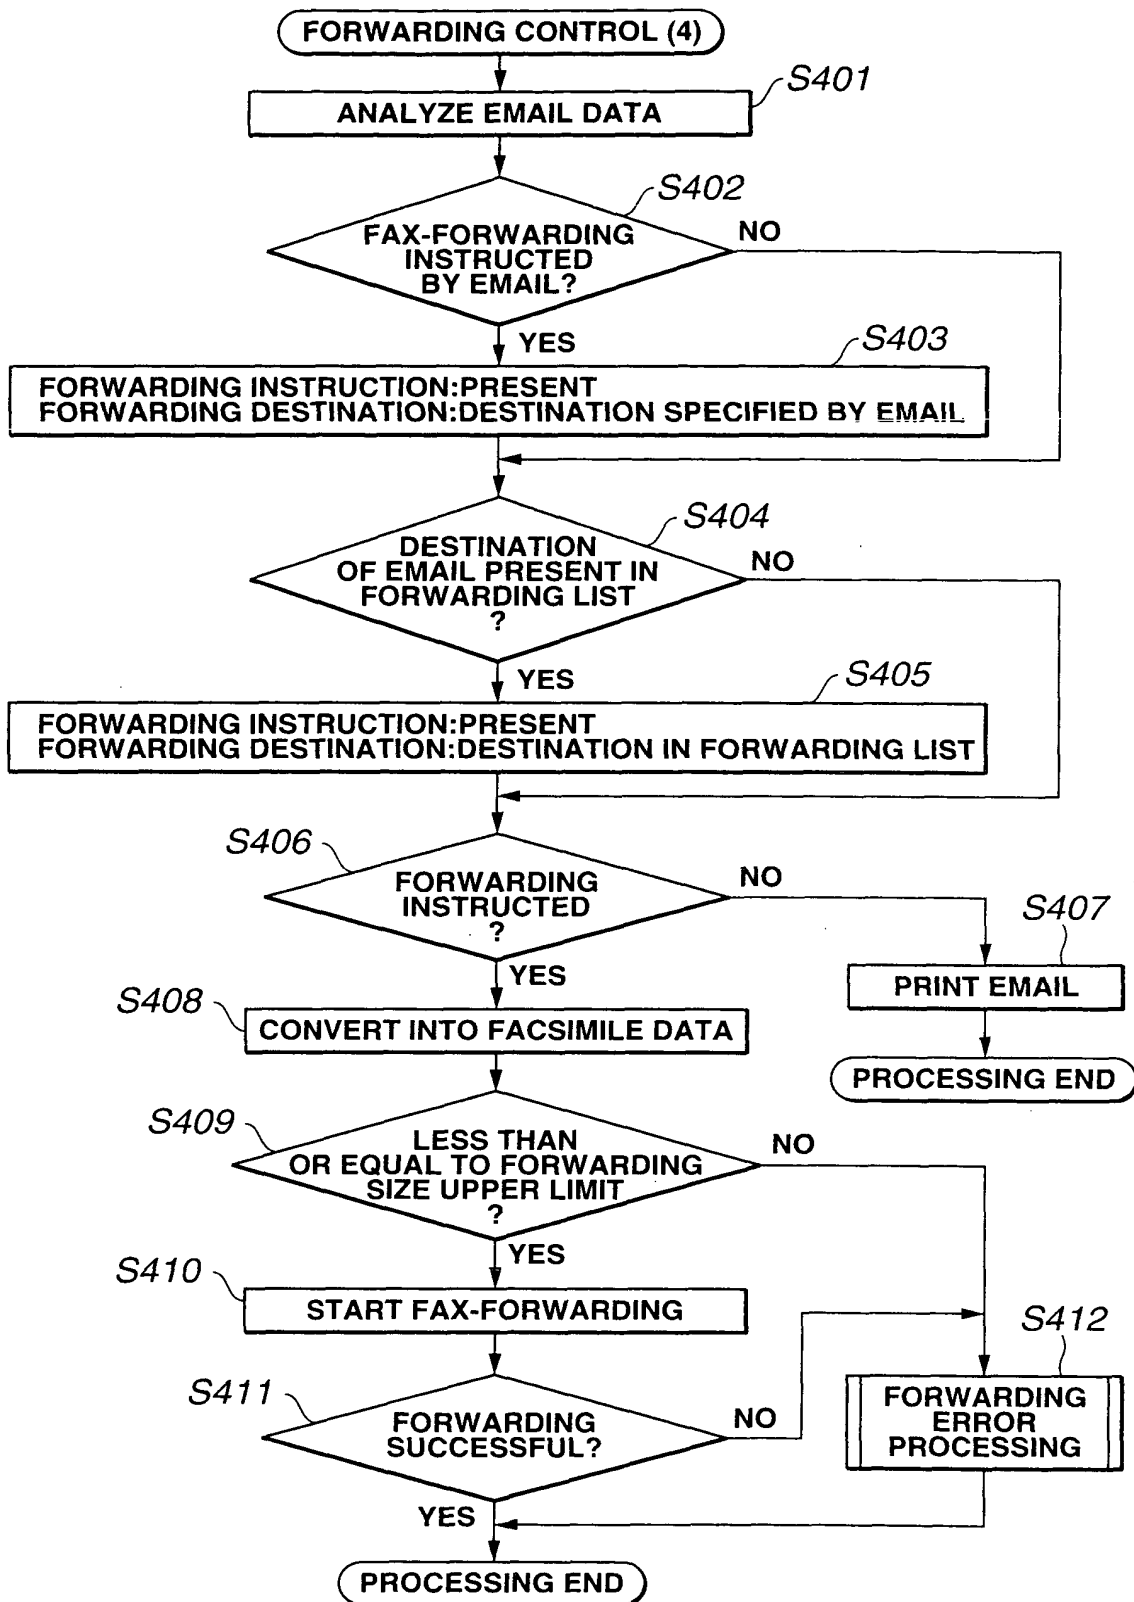 FORWARDING CONTROL (4)
S401
ANALYZE EMAIL DATA
S402
FAX-FORWARDING
INSTRUCTED
BY EMAIL?
NO
YES
S403
FORWARDING INSTRUCTION:PRESENT
FORWARDING DESTINATION:DESTINATION SPECIFIED BY EMAIL
S404
DESTINATION
OF EMAIL PRESENT IN
FORWARDING LIST
?
NO
YES
S405
FORWARDING INSTRUCTION:PRESENT
FORWARDING DESTINATION:DESTINATION IN FORWARDING LIST
S406
FORWARDING
INSTRUCTED
?
NO
YES
S407
PRINT EMAIL
PROCESSING END
S408
CONVERT INTO FACSIMILE DATA
S409
LESS THAN
OR EQUAL TO FORWARDING
SIZE UPPER LIMIT
?
NO
YES
S410
START FAX-FORWARDING
S411
FORWARDING
SUCCESSFUL?
NO
YES
S412
FORWARDING
ERROR
PROCESSING
PROCESSING END